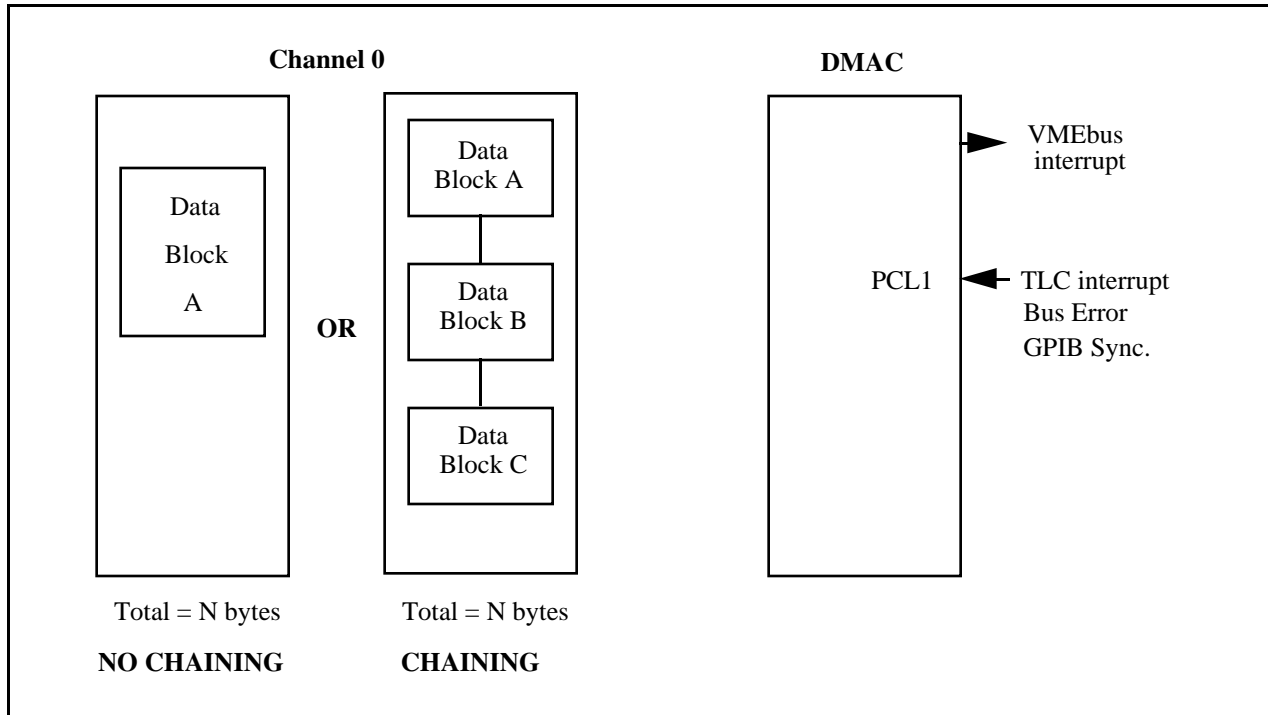 Channel 0
DMAC
Data
Block
A
OR
Data
Block A
Data
Block B
Data
Block C
VMEbus
interrupt
PCL1
TLC interrupt
Bus Error
GPIB Sync.
Total = N bytes
Total = N bytes
NO CHAINING
CHAINING